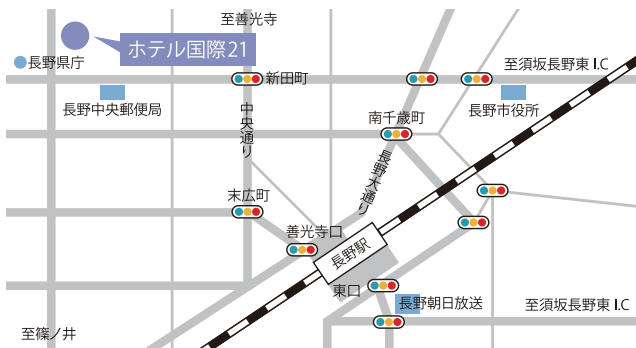 至善光寺
ホテル国際21
長野県庁
至須坂長野東 I.C
新田町
長野中央郵便局
長野市役所
中央通り
南千歳町
長野大通り
末広町
善光寺口
長野駅
東口
長野朝日放送
至須坂長野東 I.C
至篠ノ井